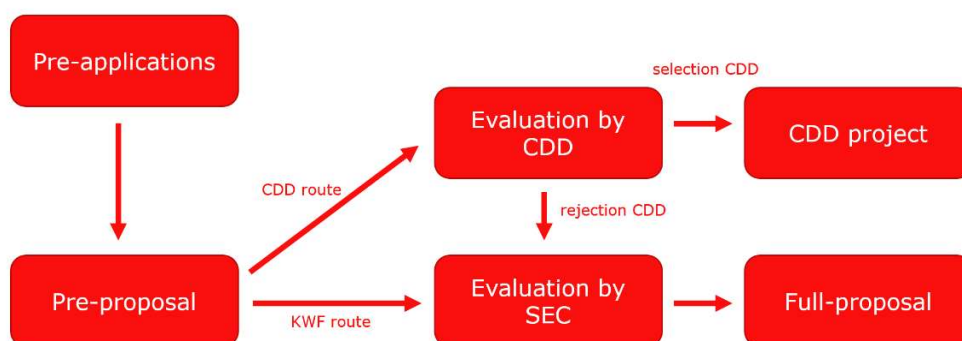 Pre-applications
selection CDD
Evaluation by
CDD
CDD project
CDD route
rejection CDD
Pre-proposal
KWF route
Evaluation by
SEC
Full-proposal